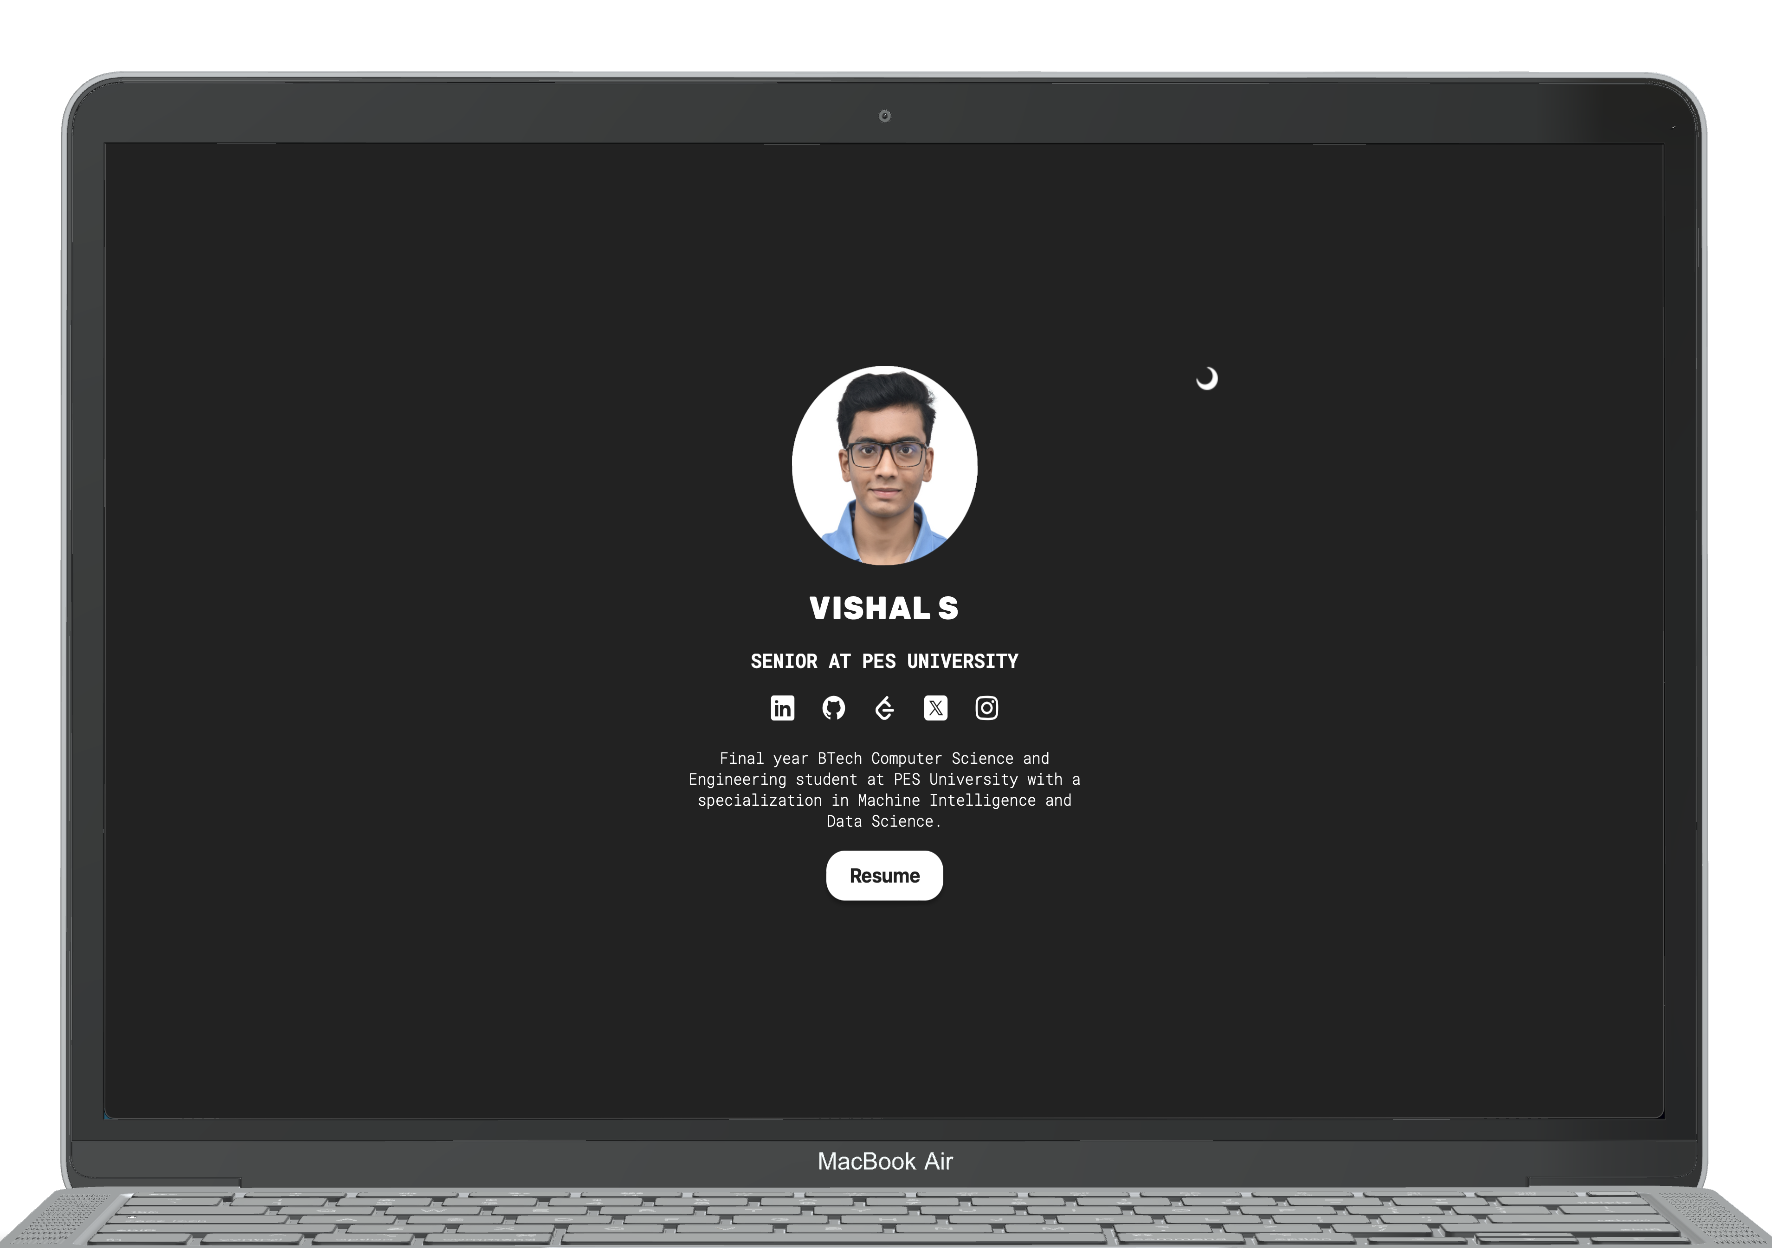 VISHAL S
SENIOR AT PES UNIVERSITY
in
X
Final year BTech Computer Science and
Engineering student at PES University with a
specialization in Machine Intelligence and
Data Science.
Resume
MacBook Air